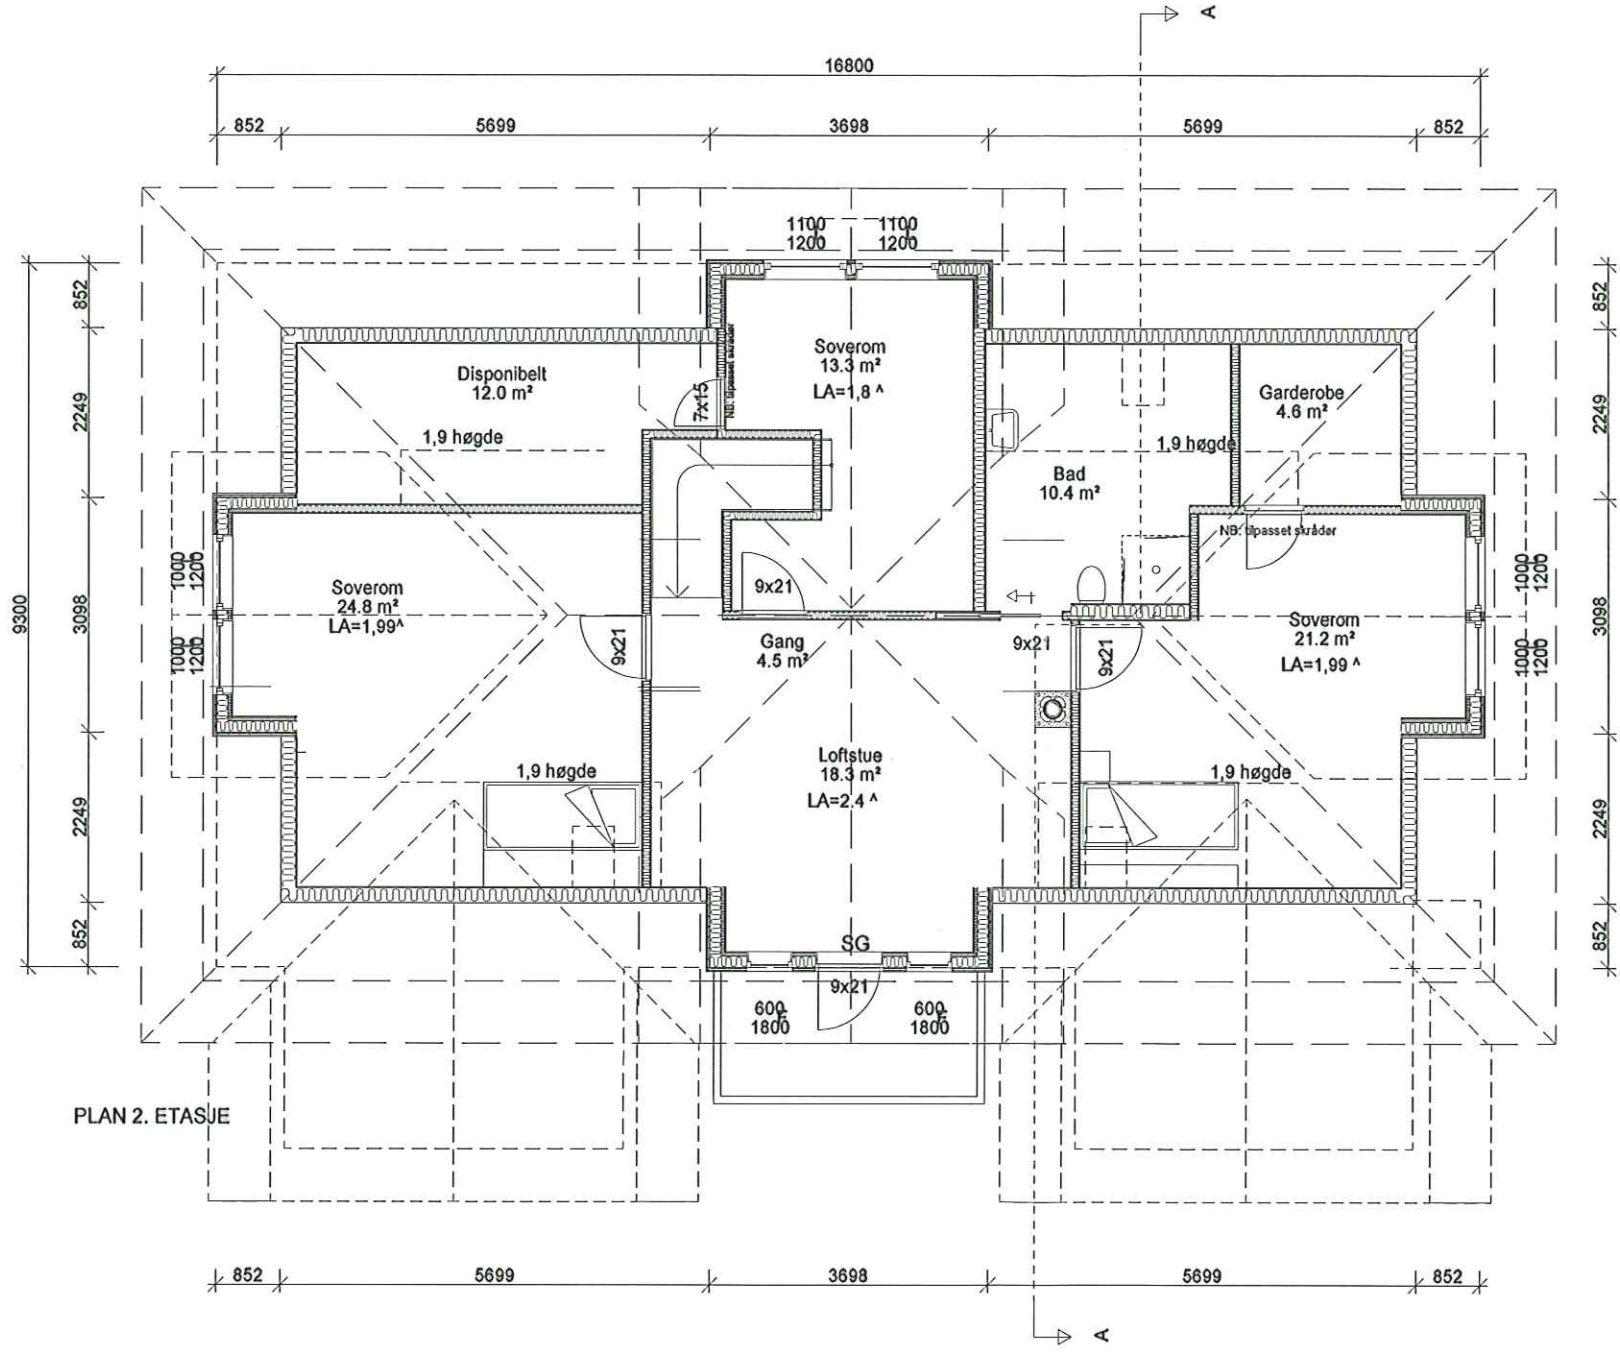 A
16800
852
5699
3698
5699
852
1100
1200
1100
1200
852
2249
3098
2249
852
9300
852
2249
3098
2249
852
Disponibelt
12.0 m²
1,9 høgde
7x15
NB: tilpasset skrådør
Soverom
13.3 m²
LA=1,8 ^
Garderobe
4.6 m²
1,9 høgde
Bad
10.4 m²
NB: tilpasset skrådør
1000
1200
1000
1200
Soverom
24.8 m²
LA=1,99^
9x21
9x21
Gang
4.5 m²
9x21
9x21
Soverom
21.2 m²
LA=1,99 ^
1000
1200
1000
1200
1,9 høgde
Loftstue
18.3 m²
LA=2.4 ^
1,9 høgde
SG
9x21
600
1800
F
600
1800
F
PLAN 2. ETASJE
852
5699
3698
5699
852
A